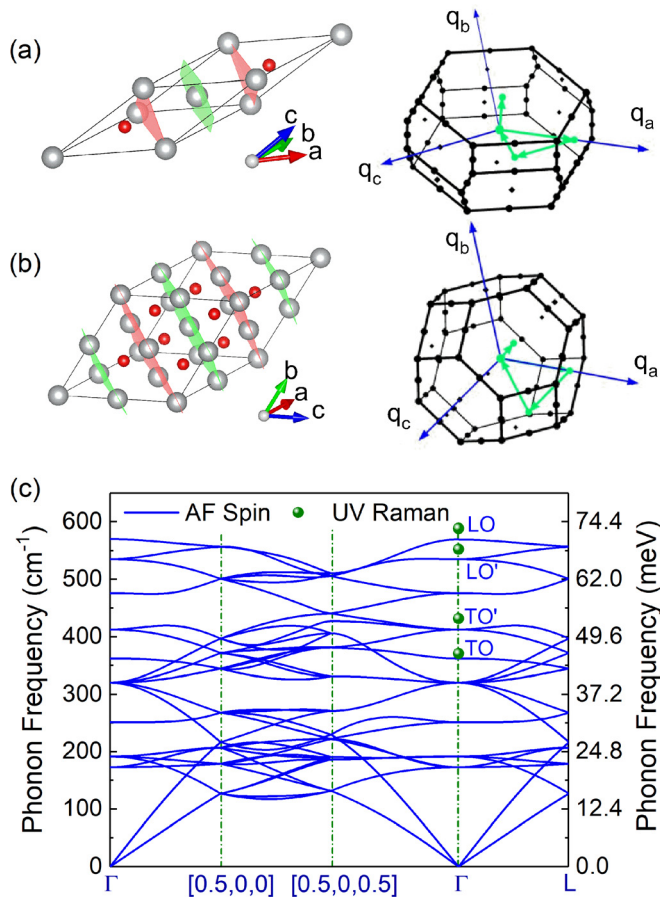 (a)
c
b
a
q_b
q_a
q_c
(b)
b
a
c
q_b
q_a
q_c
(c)
AF Spin
UV Raman
LO
LO'
TO'
TO
Phonon Frequency (cm⁻¹)
600
500
400
300
200
100
0
74.4
62.0
49.6
37.2
24.8
12.4
0.0
Phonon Frequency (meV)
Γ
[0.5,0,0]
[0.5,0,0.5]
Γ
L